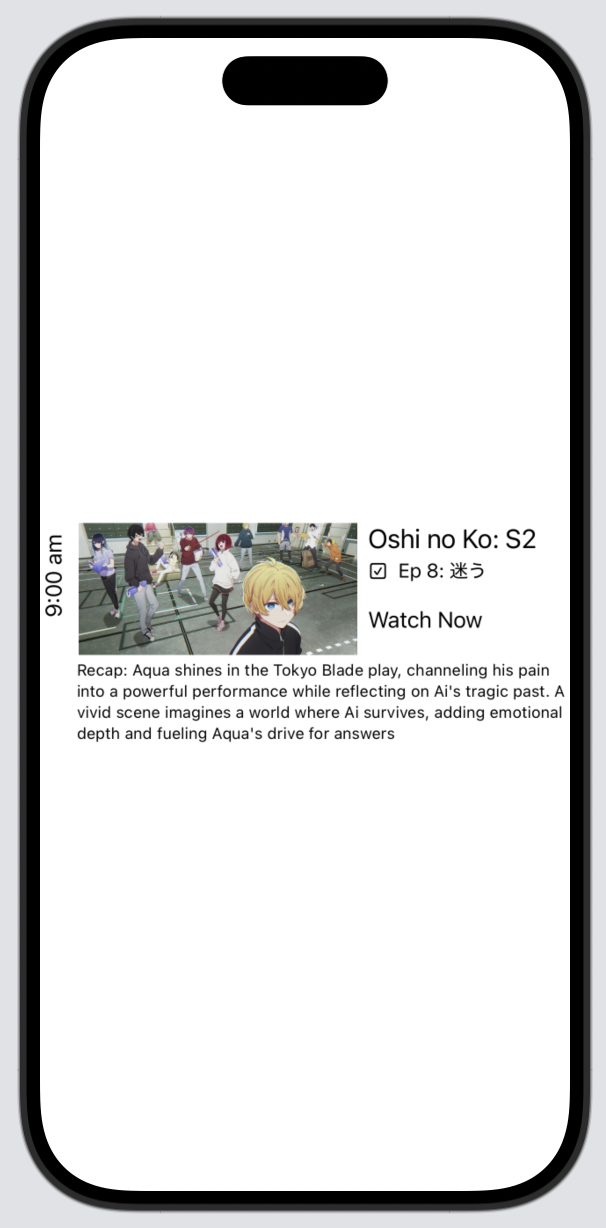 9:00 am
Oshi no Ko: S2
Ep 8: 迷う
Watch Now
Recap: Aqua shines in the Tokyo Blade play, channeling his pain
into a powerful performance while reflecting on Ai's tragic past. A
vivid scene imagines a world where Ai survives, adding emotional
depth and fueling Aqua's drive for answers